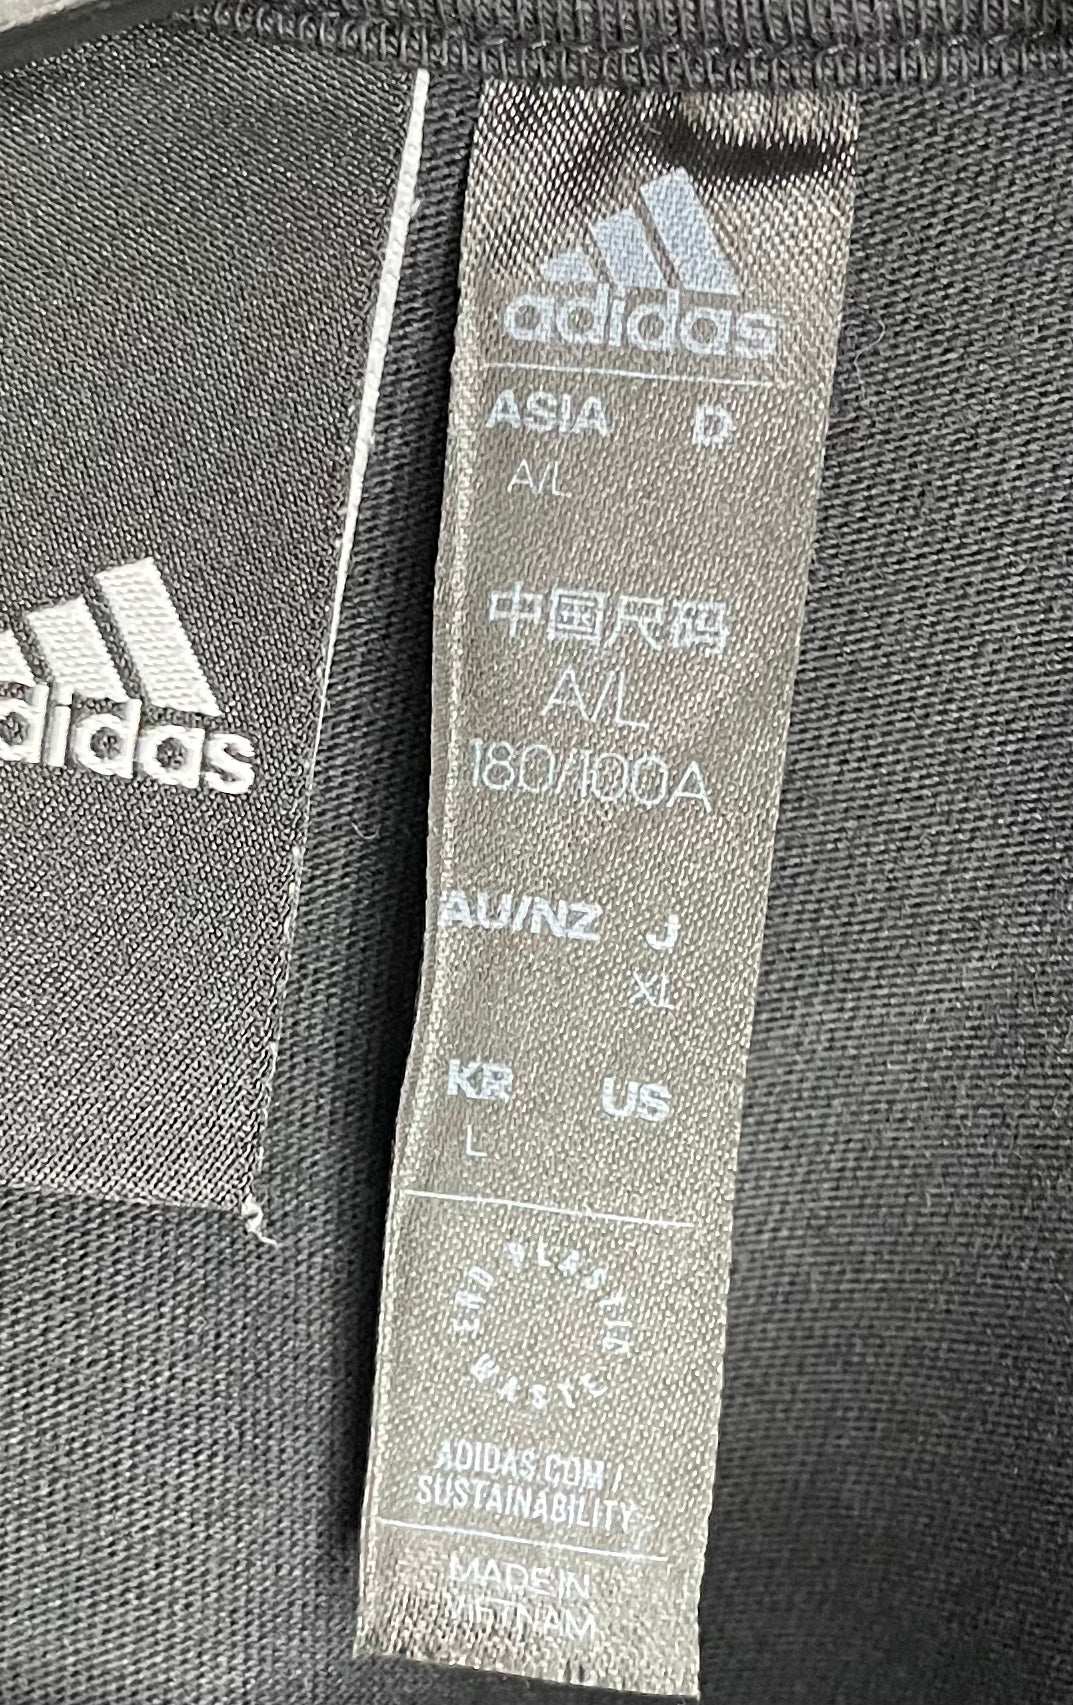 adidas
adidas
ASIA D
A/L
中国尺码
A/L
180/100A
AU/NZ J
XL
KR US
L
END PLASTIC WASTE
ADIDAS.COM/
SUSTAINABILITY
MADE IN
VIETNAM